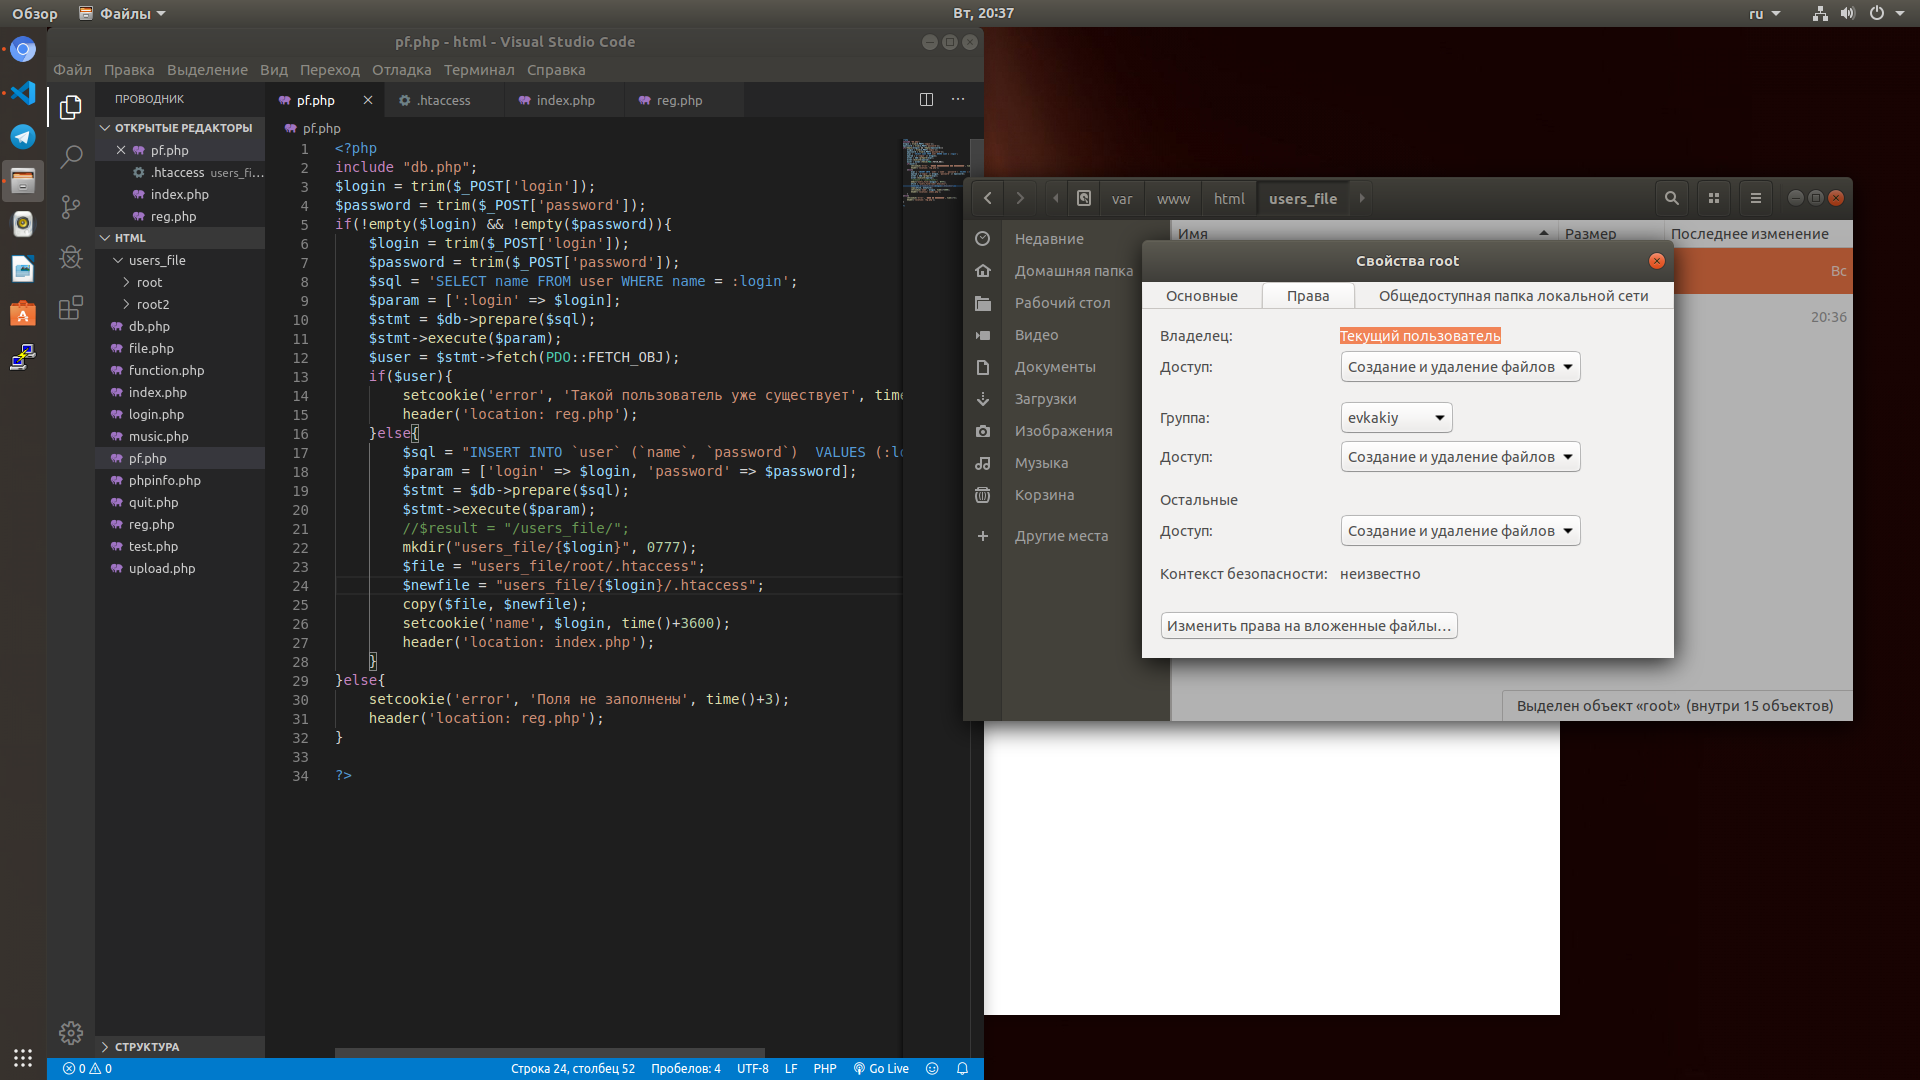 Обзор
Файлы
Вт, 20:37
ru
pf.php - html - Visual Studio Code
Файл Правка Выделение Вид Переход Отладка Терминал Справка
ПРОВОДНИК
ОТКРЫТЫЕ РЕДАКТОРЫ
pf.php
.htaccess users_fi...
index.php
reg.php
HTML
users_file
root
root2
db.php
file.php
function.php
index.php
login.php
music.php
pf.php
phpinfo.php
quit.php
reg.php
test.php
upload.php
СТРУКТУРА
pf.php
.htaccess
index.php
reg.php
pf.php
1 <?php
2 include "db.php";
3 $login = trim($_POST['login']);
4 $password = trim($_POST['password']);
5 if(!empty($login) && !empty($password)){
6 $login = trim($_POST['login']);
7 $password = trim($_POST['password']);
8 $sql = 'SELECT name FROM user WHERE name = :login';
9 $param = [':login' => $login];
10 $stmt = $db->prepare($sql);
11 $stmt->execute($param);
12 $user = $stmt->fetch(PDO::FETCH_OBJ);
13 if($user){
14 setcookie('error', 'Такой пользователь уже существует', time
15 header('location: reg.php');
16 }else{
17 $sql = "INSERT INTO `user` (`name`, `password`)  VALUES (:lo
18 $param = ['login' => $login, 'password' => $password];
19 $stmt = $db->prepare($sql);
20 $stmt->execute($param);
21 //$result = "/users_file/";
22 mkdir("users_file/{$login}", 0777);
23 $file = "users_file/root/.htaccess";
24 $newfile = "users_file/{$login}/.htaccess";
25 copy($file, $newfile);
26 setcookie('name', $login, time()+3600);
27 header('location: index.php');
28 }
29 }else{
30 setcookie('error', 'Поля не заполнены', time()+3);
31 header('location: reg.php');
32 }
33
34 ?>
0 0
Строка 24, столбец 52 Пробелов: 4 UTF-8 LF PHP Go Live
var www html users_file
Недавние
Домашняя папка
Рабочий стол
Видео
Документы
Загрузки
Изображения
Музыка
Корзина
Другие места
Имя Размер Последнее изменение
Вс
20:36
Свойства root
Основные Права Общедоступная папка локальной сети
Владелец: Текущий пользователь
Доступ: Создание и удаление файлов
Группа: evkakiy
Доступ: Создание и удаление файлов
Остальные
Доступ: Создание и удаление файлов
Контекст безопасности: неизвестно
Изменить права на вложенные файлы…
Выделен объект «root» (внутри 15 объектов)